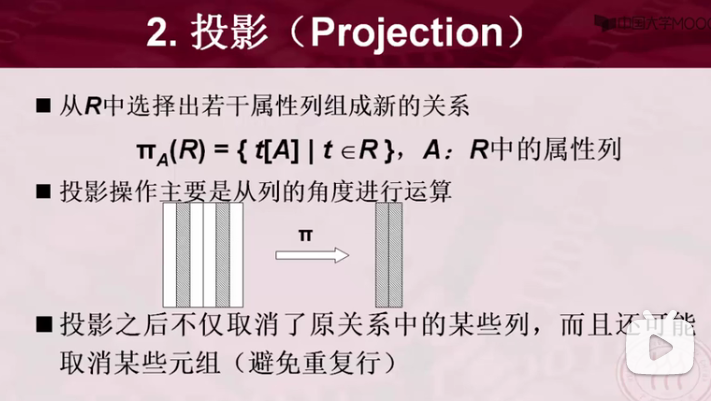 2. 投影（Projection）
中国大学MOOC
■ 从R中选择出若干属性列组成新的关系
πA(R) = { t[A] | t ∈R }，A：R中的属性列
■ 投影操作主要是从列的角度进行运算
π
■ 投影之后不仅取消了原关系中的某些列，而且还可能
取消某些元组（避免重复行）